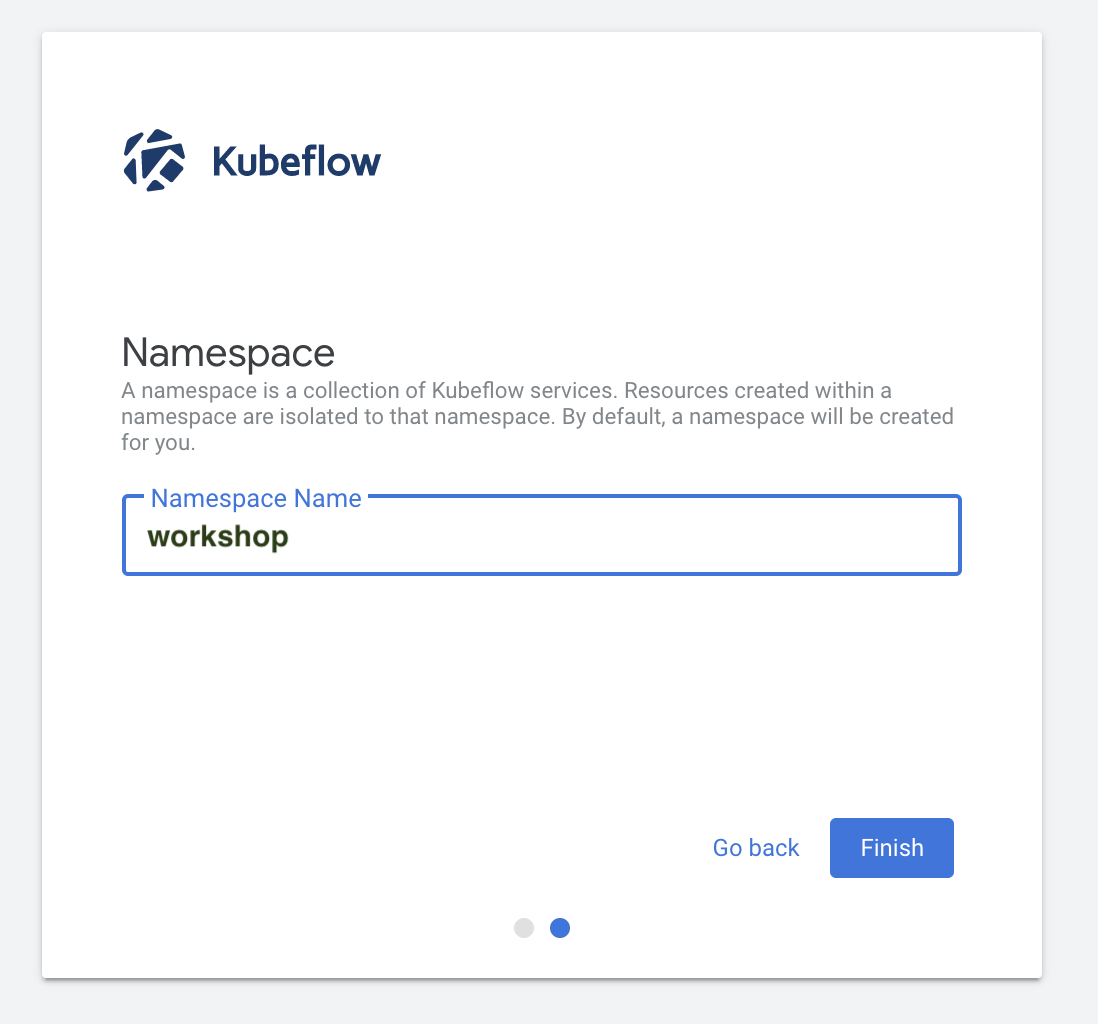 Kubeflow
Namespace
A namespace is a collection of Kubeflow services. Resources created within a
namespace are isolated to that namespace. By default, a namespace will be created
for you.
Namespace Name
workshop
Go back
Finish